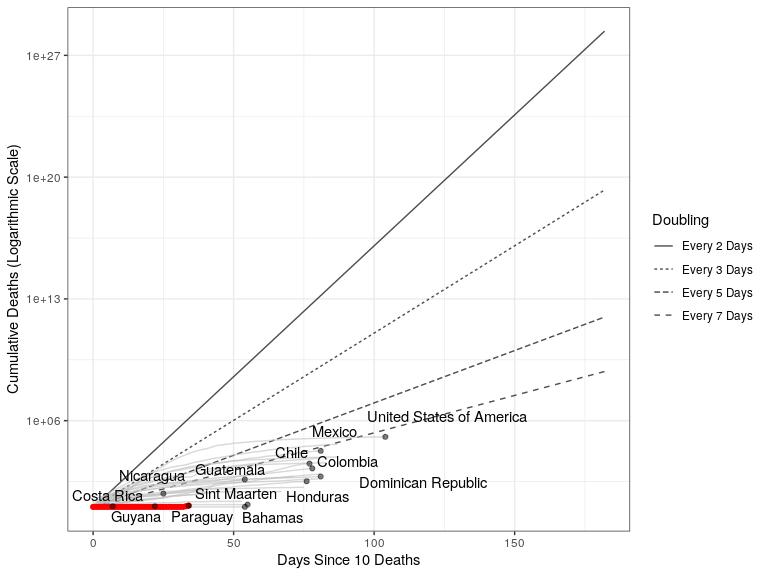 1e+27
1e+20
1e+13
1e+06
Cumulative Deaths (Logarithmic Scale)
United States of America
Mexico
Chile
Colombia
Nicaragua
Guatemala
Dominican Republic
Costa Rica
Sint Maarten
Honduras
Guyana
Paraguay
Bahamas
0
50
100
150
Days Since 10 Deaths
Doubling
Every 2 Days
Every 3 Days
Every 5 Days
Every 7 Days